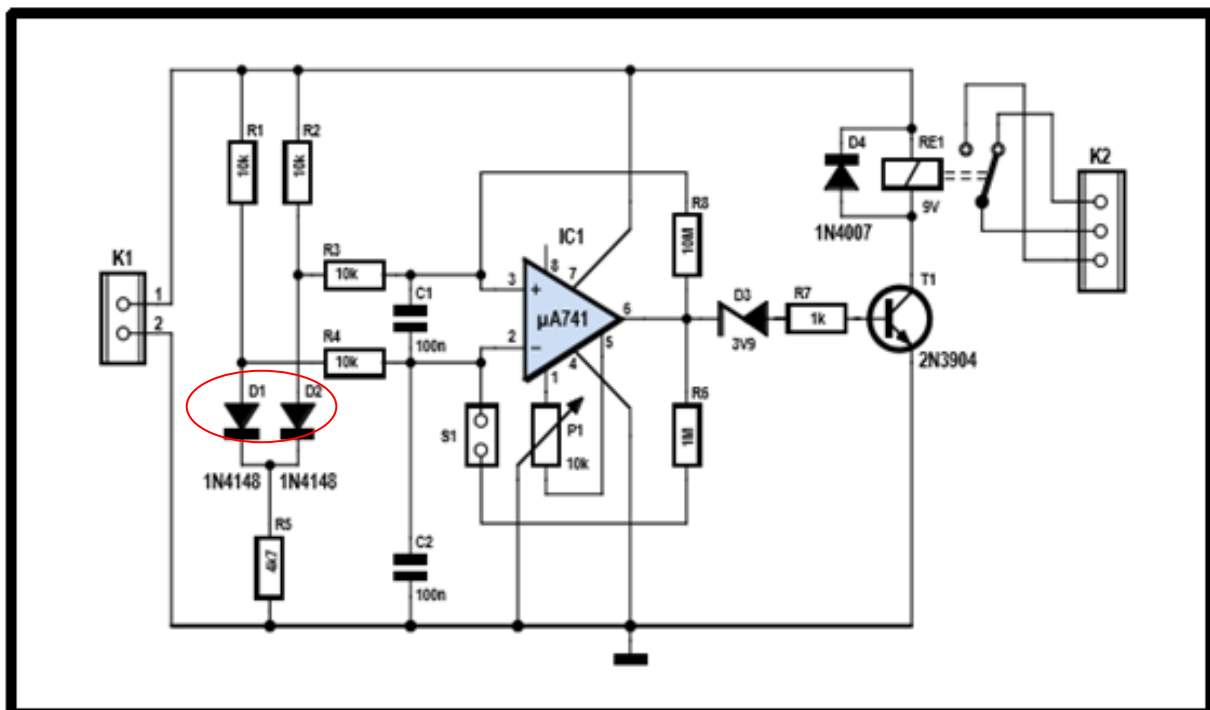 R1
10k
R2
10k
K1
1
2
R3
10k
R4
10k
C1
100n
D1
D2
1N4148
1N4148
R5
4k7
C2
100n
IC1
µA741
3
+
2
−
8
7
6
5
4
1
S1
P1
10k
R8
10M
R6
1M
D3
3V9
R7
1k
T1
2N3904
D4
1N4007
RE1
9V
K2